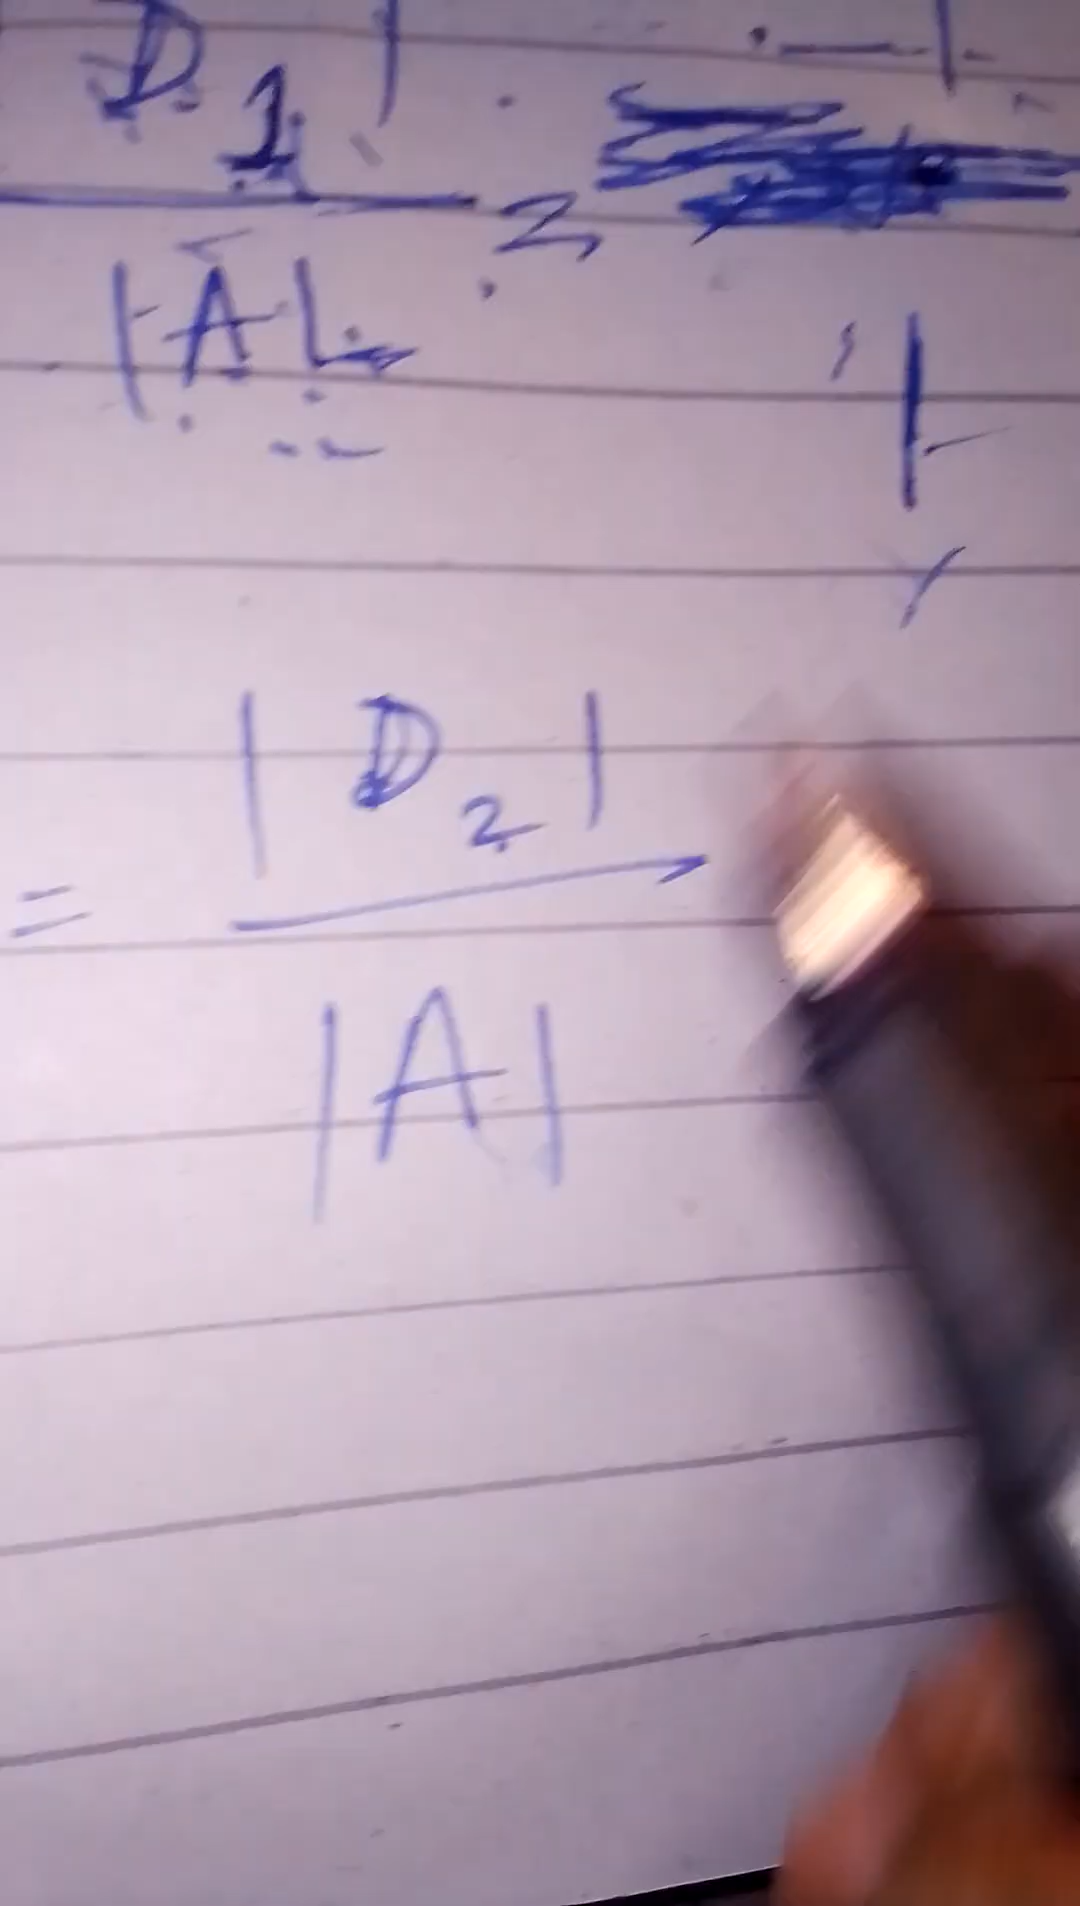 D₁|
=
|A|
|D₂|
=
|A|